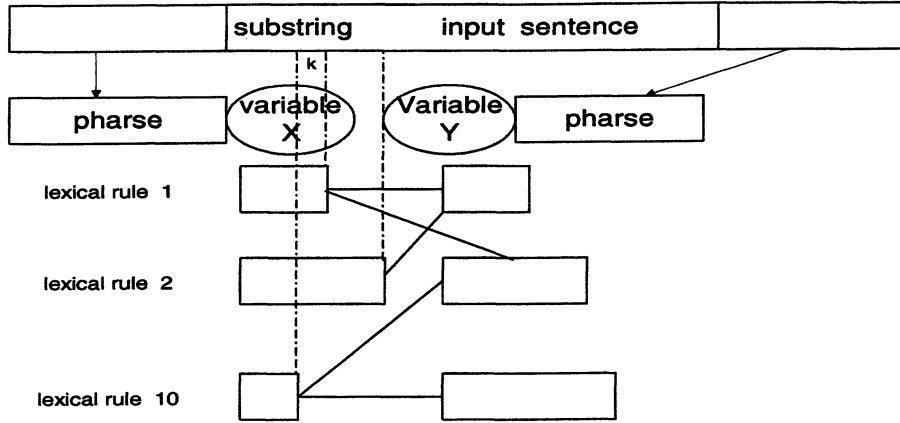 substring input sentence
k
pharse variable X Variable Y pharse
lexical rule 1
lexical rule 2
lexical rule 10